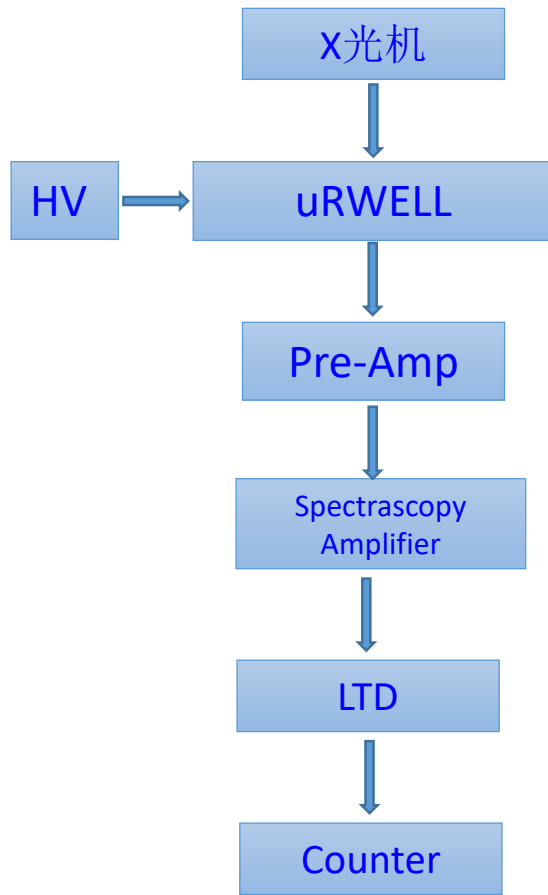 X光机
HV
uRWELL
Pre-Amp
Spectrascopy
Amplifier
LTD
Counter